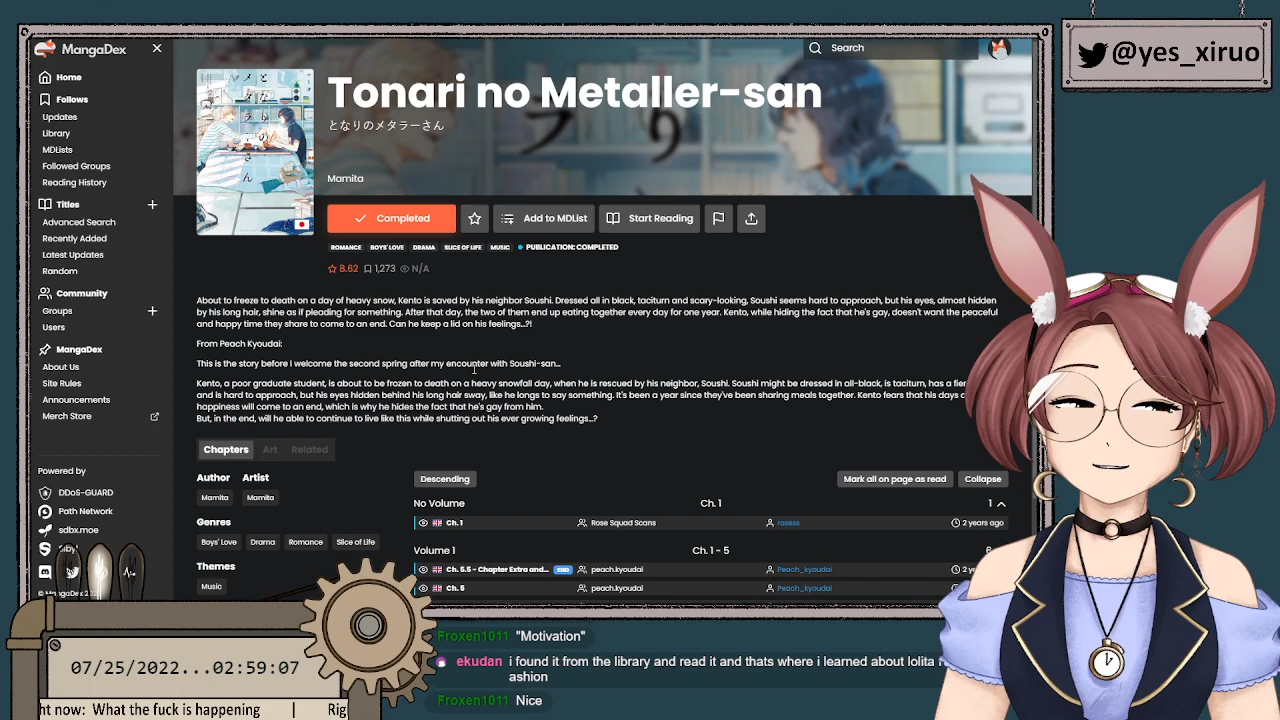 MangaDex
Home
Follows
Updates
Library
MDLists
Followed Groups
Reading History
Titles
Advanced Search
Recently Added
Latest Updates
Random
Community
Groups
Users
MangaDex
About Us
Site Rules
Announcements
Merch Store
Powered by
DDoS-GUARD
Path Network
sdbx.moe
© MangaDex 2
Search
Tonari no Metaller-san
となりのメタラーさん
Mamita
Completed
Add to MDList
Start Reading
ROMANCE BOYS' LOVE DRAMA SLICE OF LIFE MUSIC PUBLICATION: COMPLETED
8.62 1,273 N/A
About to freeze to death on a day of heavy snow, Kento is saved by his neighbor Soushi. Dressed all in black, taciturn and scary-looking, Soushi seems hard to approach, but his eyes, almost hidden
by his long hair, shine as if pleading for something. After that day, the two of them end up eating together every day for one year. Kento, while hiding the fact that he's gay, doesn't want the peaceful
and happy time they share to come to an end. Can he keep a lid on his feelings...?!
From Peach Kyoudai:
This is the story before I welcome the second spring after my encounter with Soushi-san...
Kento, a poor graduate student, is about to be frozen to death on a heavy snowfall day, when he is rescued by his neighbor, Soushi. Soushi might be dressed in all-black, is taciturn, has a fier
and is hard to approach, but his eyes hidden behind his long hair sway, like he longs to say something. It's been a year since they've been sharing meals together. Kento fears that his days o
happiness will come to an end, which is why he hides the fact that he's gay from him.
But, in the end, will he able to continue to live like this while shutting out his ever growing feelings...?
Chapters Art Related
Author Artist
Mamita Mamita
Genres
Boys' Love Drama Romance Slice of Life
Themes
Music
Descending Mark all on page as read Collapse
No Volume Ch. 1 1
Ch. 1 Rose Squad Scans rosess 2 years ago
Volume 1 Ch. 1 - 5 6
Ch. 5.5 - Chapter Extra and... END peach.kyoudai Peach_kyoudai 2 ye
Ch. 5 peach.kyoudai Peach_kyoudai
@yes_xiruo
07/25/2022...02:59:07
ht now: What the fuck is happening | Rig
Froxen1011 "Motivation"
ekudan i found it from the library and read it and thats where i learned about lolita
ashion
Froxen1011 Nice